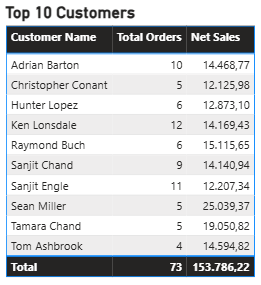 Top 10 Customers
Customer Name Total Orders Net Sales
Adrian Barton 10 14.468,77
Christopher Conant 5 12.125,98
Hunter Lopez 6 12.873,10
Ken Lonsdale 12 14.169,43
Raymond Buch 6 15.115,65
Sanjit Chand 9 14.140,94
Sanjit Engle 11 12.207,34
Sean Miller 5 25.039,37
Tamara Chand 5 19.050,82
Tom Ashbrook 4 14.594,82
Total 73 153.786,22